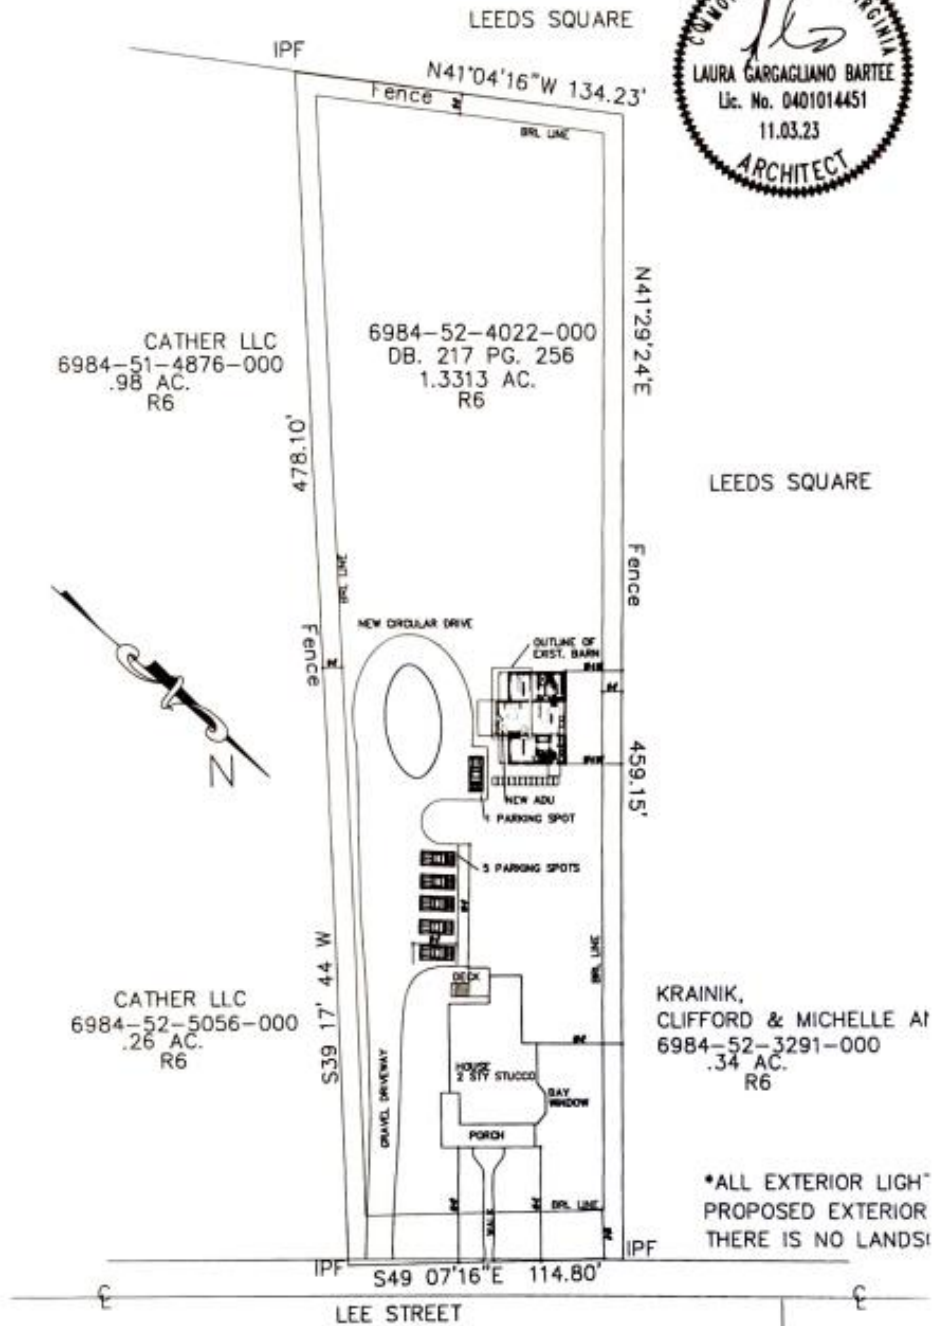 LEEDS SQUARE
IPF
N41°04'16"W 134.23'
Fence
BRL LINE
LAURA GARGAGLIANO BARTEE
Lic. No. 0401014451
11.03.23
ARCHITECT
N41°29'24"E
CATHER LLC
6984-51-4876-000
.98 AC.
R6
6984-52-4022-000
DB. 217 PG. 256
1.3313 AC.
R6
478.10'
LEEDS SQUARE
Fence
BRL LINE
Fence
NEW CIRCULAR DRIVE
OUTLINE OF
EXIST. BARN
N
459.15'
NEW ADU
1 PARKING SPOT
5 PARKING SPOTS
BRL LINE
S39 17' 44 W
DECK
CATHER LLC
6984-52-5056-000
.26 AC.
R6
KRAINIK,
CLIFFORD & MICHELLE AN
6984-52-3291-000
.34 AC.
R6
GRAVEL DRIVEWAY
HOUSE
2 STY STUCCO
BAY
WINDOW
PORCH
WALK
BRL LINE
*ALL EXTERIOR LIGH
PROPOSED EXTERIOR
THERE IS NO LANDS
IPF
IPF
S49 07'16"E 114.80'
LEE STREET